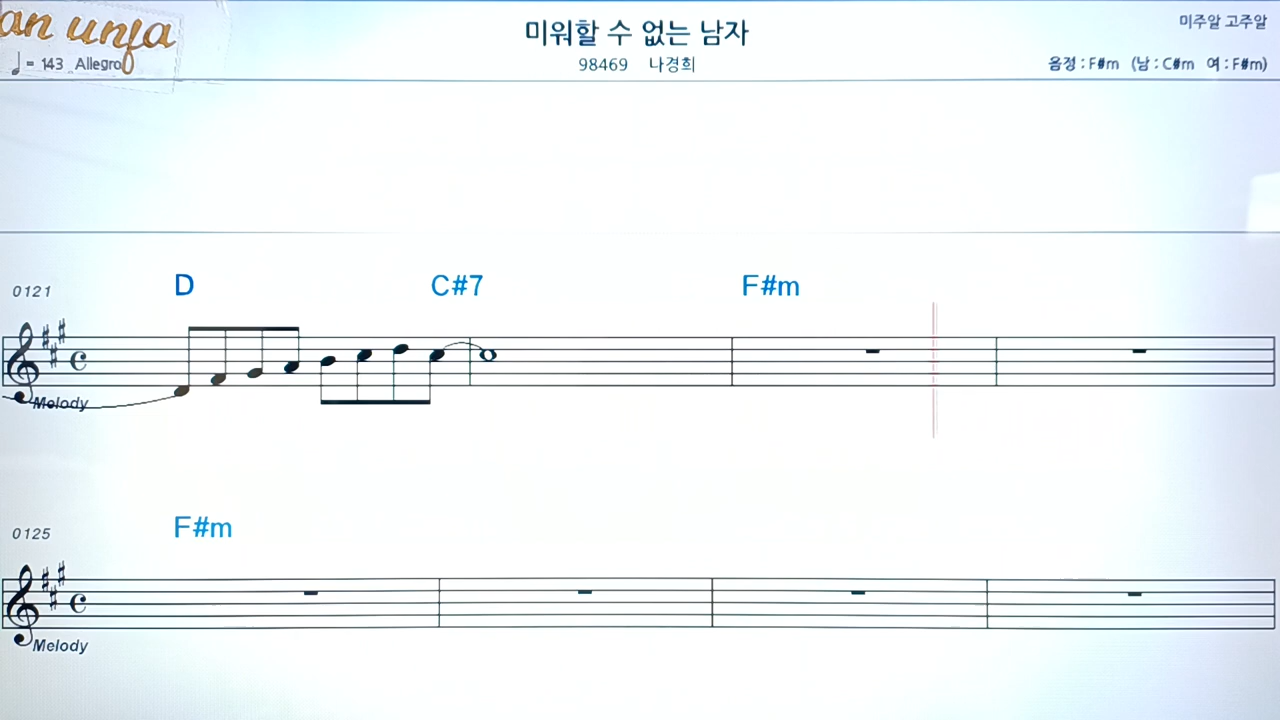 an unfa
미워할 수 없는 남자
미주알 고주알
♩ = 143 Allegro
98469 나경희
음정 : F#m (남 : C#m 여 : F#m)
0121
D C#7 F#m
Melody
0125
F#m
Melody